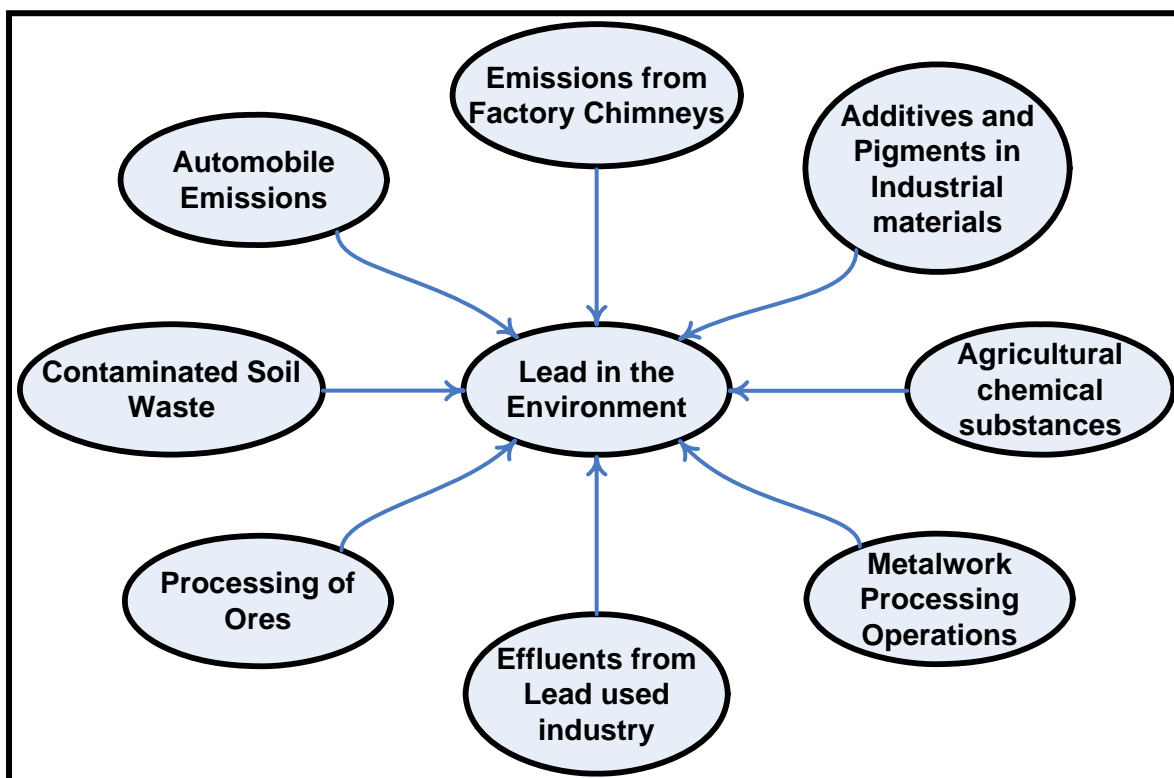 Emissions from
Factory Chimneys
Additives and
Pigments in
Industrial
materials
Automobile
Emissions
Contaminated Soil
Waste
Lead in the
Environment
Agricultural
chemical
substances
Processing of
Ores
Effluents from
Lead used
industry
Metalwork
Processing
Operations